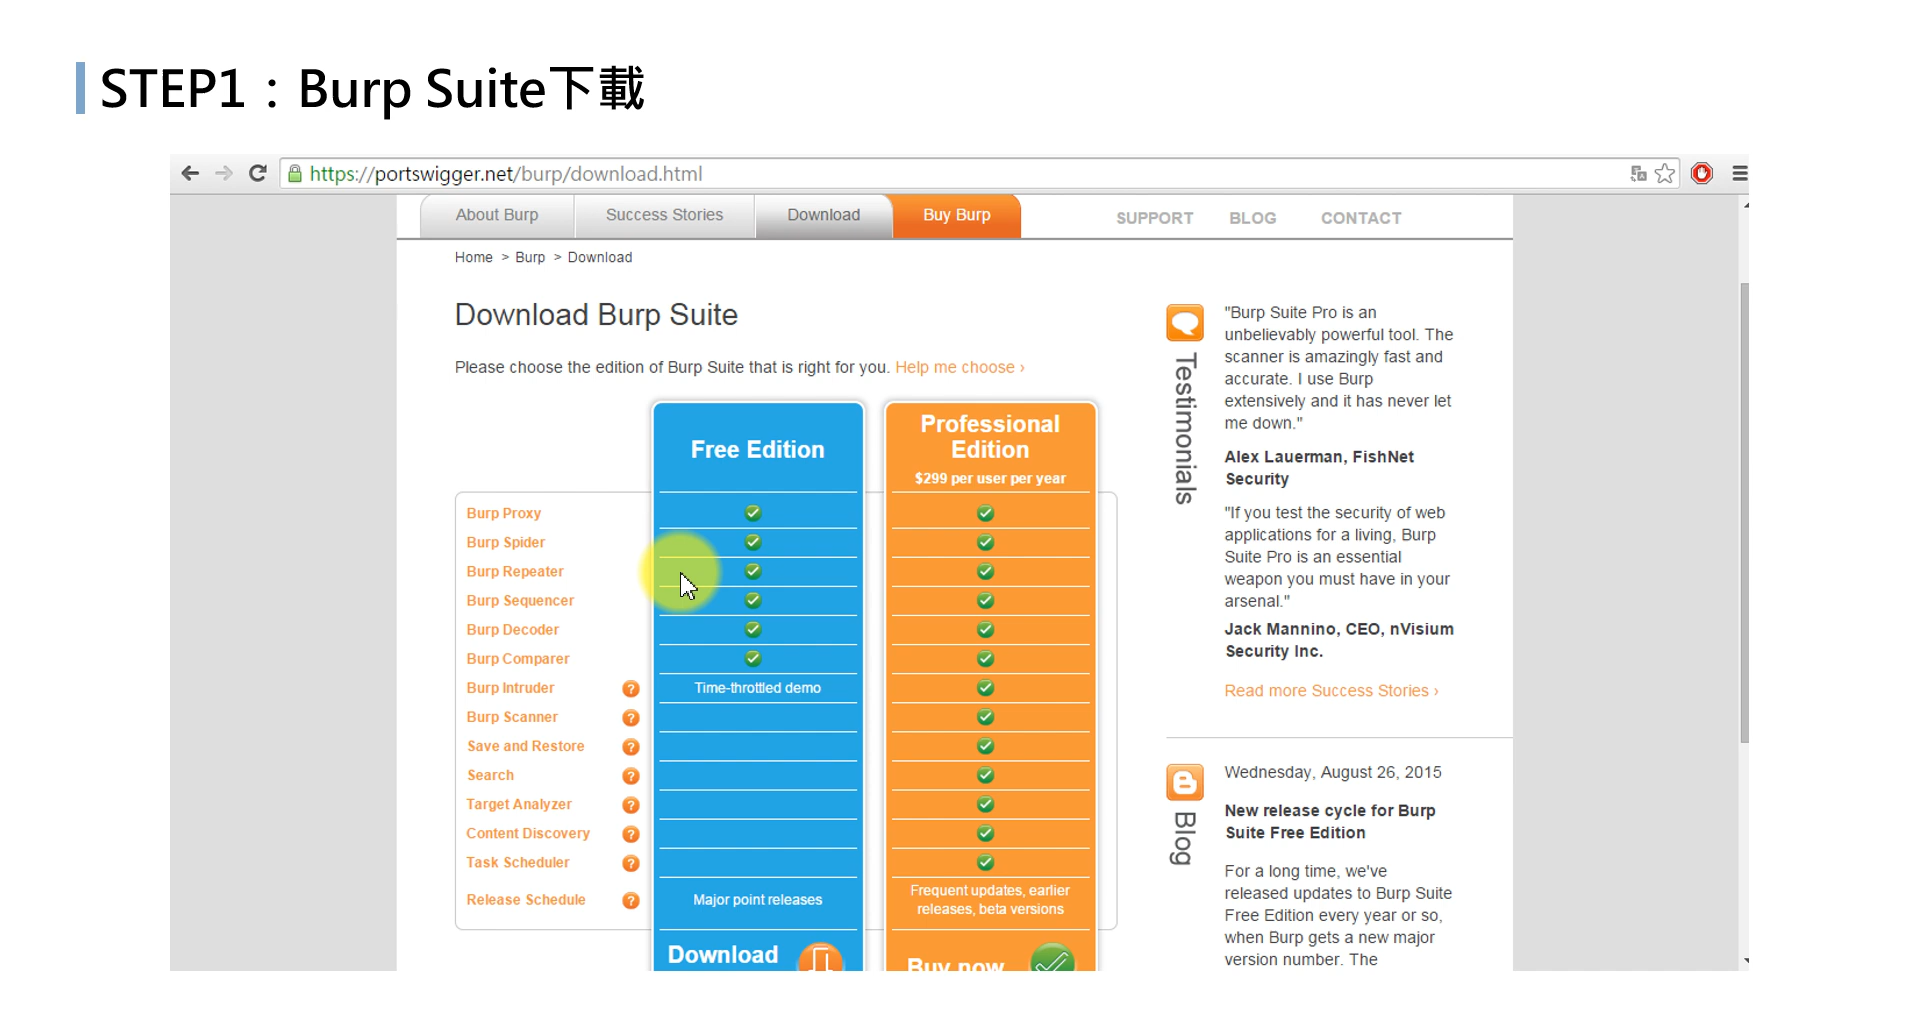 STEP1：Burp Suite下載
https://portswigger.net/burp/download.html
About Burp
Success Stories
Download
Buy Burp
SUPPORT
BLOG
CONTACT
Home > Burp > Download
Download Burp Suite
Please choose the edition of Burp Suite that is right for you. Help me choose ›
Free Edition
Professional
Edition
$299 per user per year
Burp Proxy
Burp Spider
Burp Repeater
Burp Sequencer
Burp Decoder
Burp Comparer
Burp Intruder ? Time-throttled demo
Burp Scanner ?
Save and Restore ?
Search ?
Target Analyzer ?
Content Discovery ?
Task Scheduler ?
Release Schedule ? Major point releases
Frequent updates, earlier
releases, beta versions
Download
Buy now
Testimonials
"Burp Suite Pro is an
unbelievably powerful tool. The
scanner is amazingly fast and
accurate. I use Burp
extensively and it has never let
me down."
Alex Lauerman, FishNet
Security
"If you test the security of web
applications for a living, Burp
Suite Pro is an essential
weapon you must have in your
arsenal."
Jack Mannino, CEO, nVisium
Security Inc.
Read more Success Stories ›
Blog
Wednesday, August 26, 2015
New release cycle for Burp
Suite Free Edition
For a long time, we've
released updates to Burp Suite
Free Edition every year or so,
when Burp gets a new major
version number. The